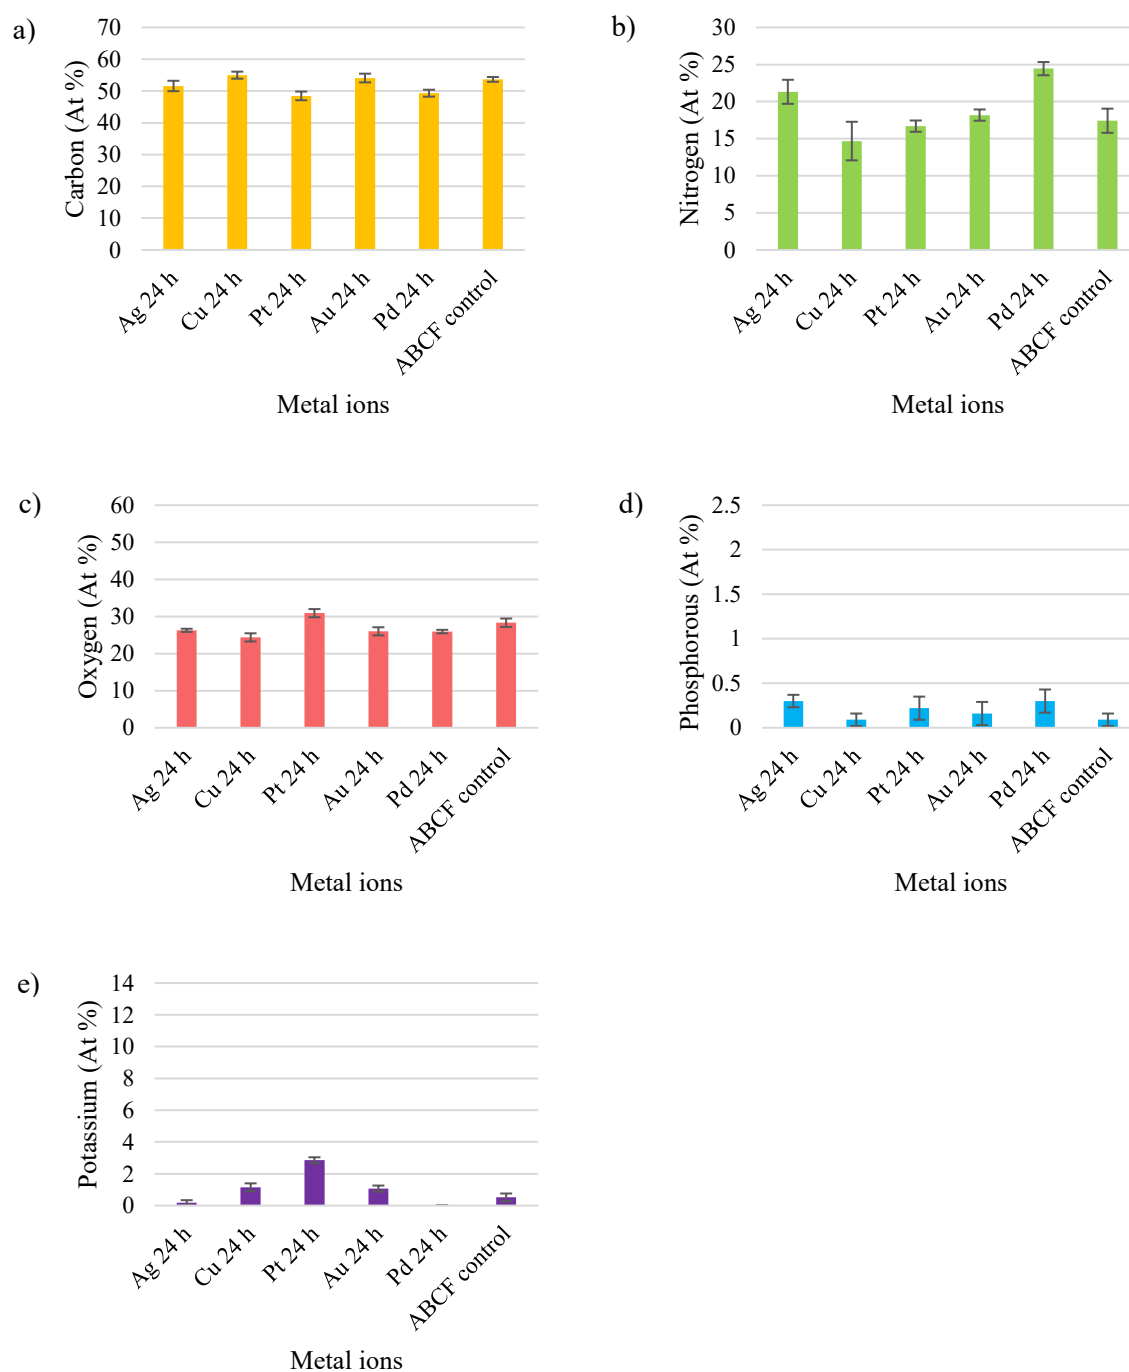 a)
Carbon (At %)
70
60
50
40
30
20
10
0
Ag 24 h
Cu 24 h
Pt 24 h
Au 24 h
Pd 24 h
ABCF control
Metal ions
b)
Nitrogen (At %)
30
25
20
15
10
5
0
Ag 24 h
Cu 24 h
Pt 24 h
Au 24 h
Pd 24 h
ABCF control
Metal ions
c)
Oxygen (At %)
60
50
40
30
20
10
0
Ag 24 h
Cu 24 h
Pt 24 h
Au 24 h
Pd 24 h
ABCF control
Metal ions
d)
Phosphorous (At %)
2.5
2
1.5
1
0.5
0
Ag 24 h
Cu 24 h
Pt 24 h
Au 24 h
Pd 24 h
ABCF control
Metal ions
e)
Potassium (At %)
14
12
10
8
6
4
2
0
Ag 24 h
Cu 24 h
Pt 24 h
Au 24 h
Pd 24 h
ABCF control
Metal ions